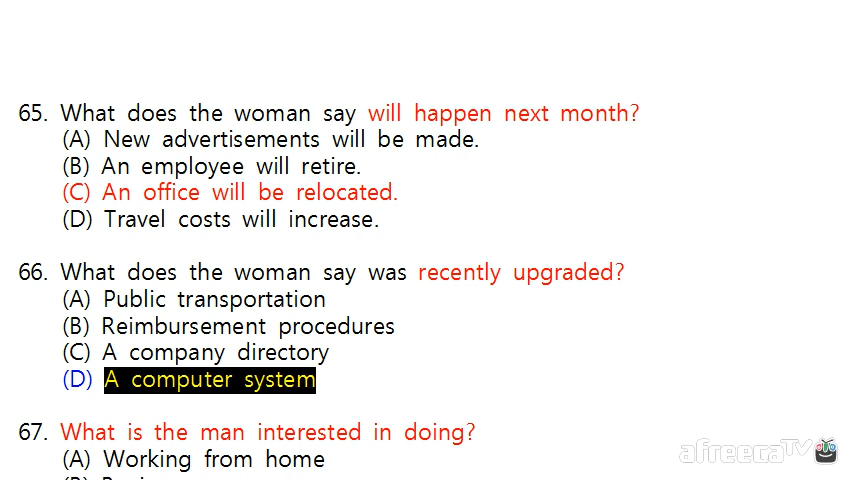 65. What does the woman say will happen next month?
(A) New advertisements will be made.
(B) An employee will retire.
(C) An office will be relocated.
(D) Travel costs will increase.
66. What does the woman say was recently upgraded?
(A) Public transportation
(B) Reimbursement procedures
(C) A company directory
(D) A computer system
67. What is the man interested in doing?
(A) Working from home
afreecaTV